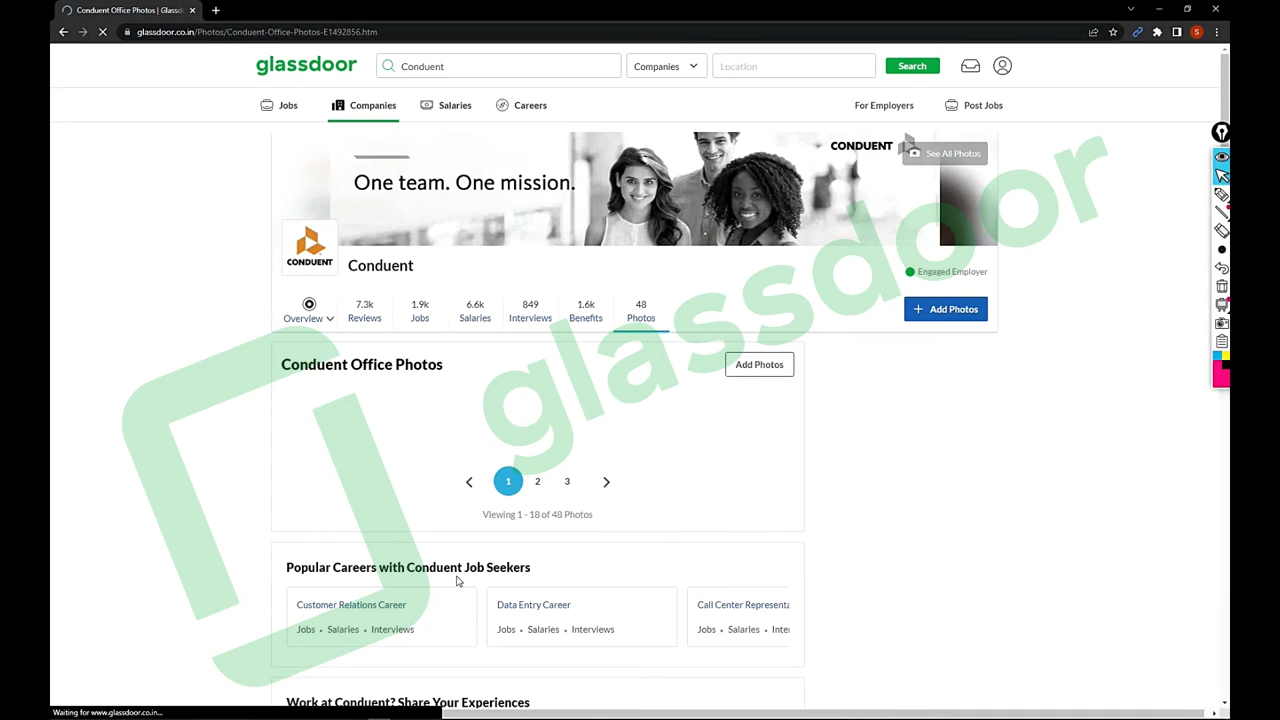 Conduent Office Photos | Glassd
glassdoor.co.in/Photos/Conduent-Office-Photos-E1492856.htm
S
glassdoor
Conduent
Companies
Location
Search
Jobs
Companies
Salaries
Careers
For Employers
Post Jobs
One team. One mission.
CONDUENT
See All Photos
CONDUENT
Conduent
Engaged Employer
Overview
7.3k
Reviews
1.9k
Jobs
6.6k
Salaries
849
Interviews
1.6k
Benefits
48
Photos
+ Add Photos
Conduent Office Photos
Add Photos
1 2 3
Viewing 1 - 18 of 48 Photos
Popular Careers with Conduent Job Seekers
Customer Relations Career
Jobs • Salaries • Interviews
Data Entry Career
Jobs • Salaries • Interviews
Call Center Representa
Jobs • Salaries • Inte
Work at Conduent? Share Your Experiences
Waiting for www.glassdoor.co.in...
glassdoor